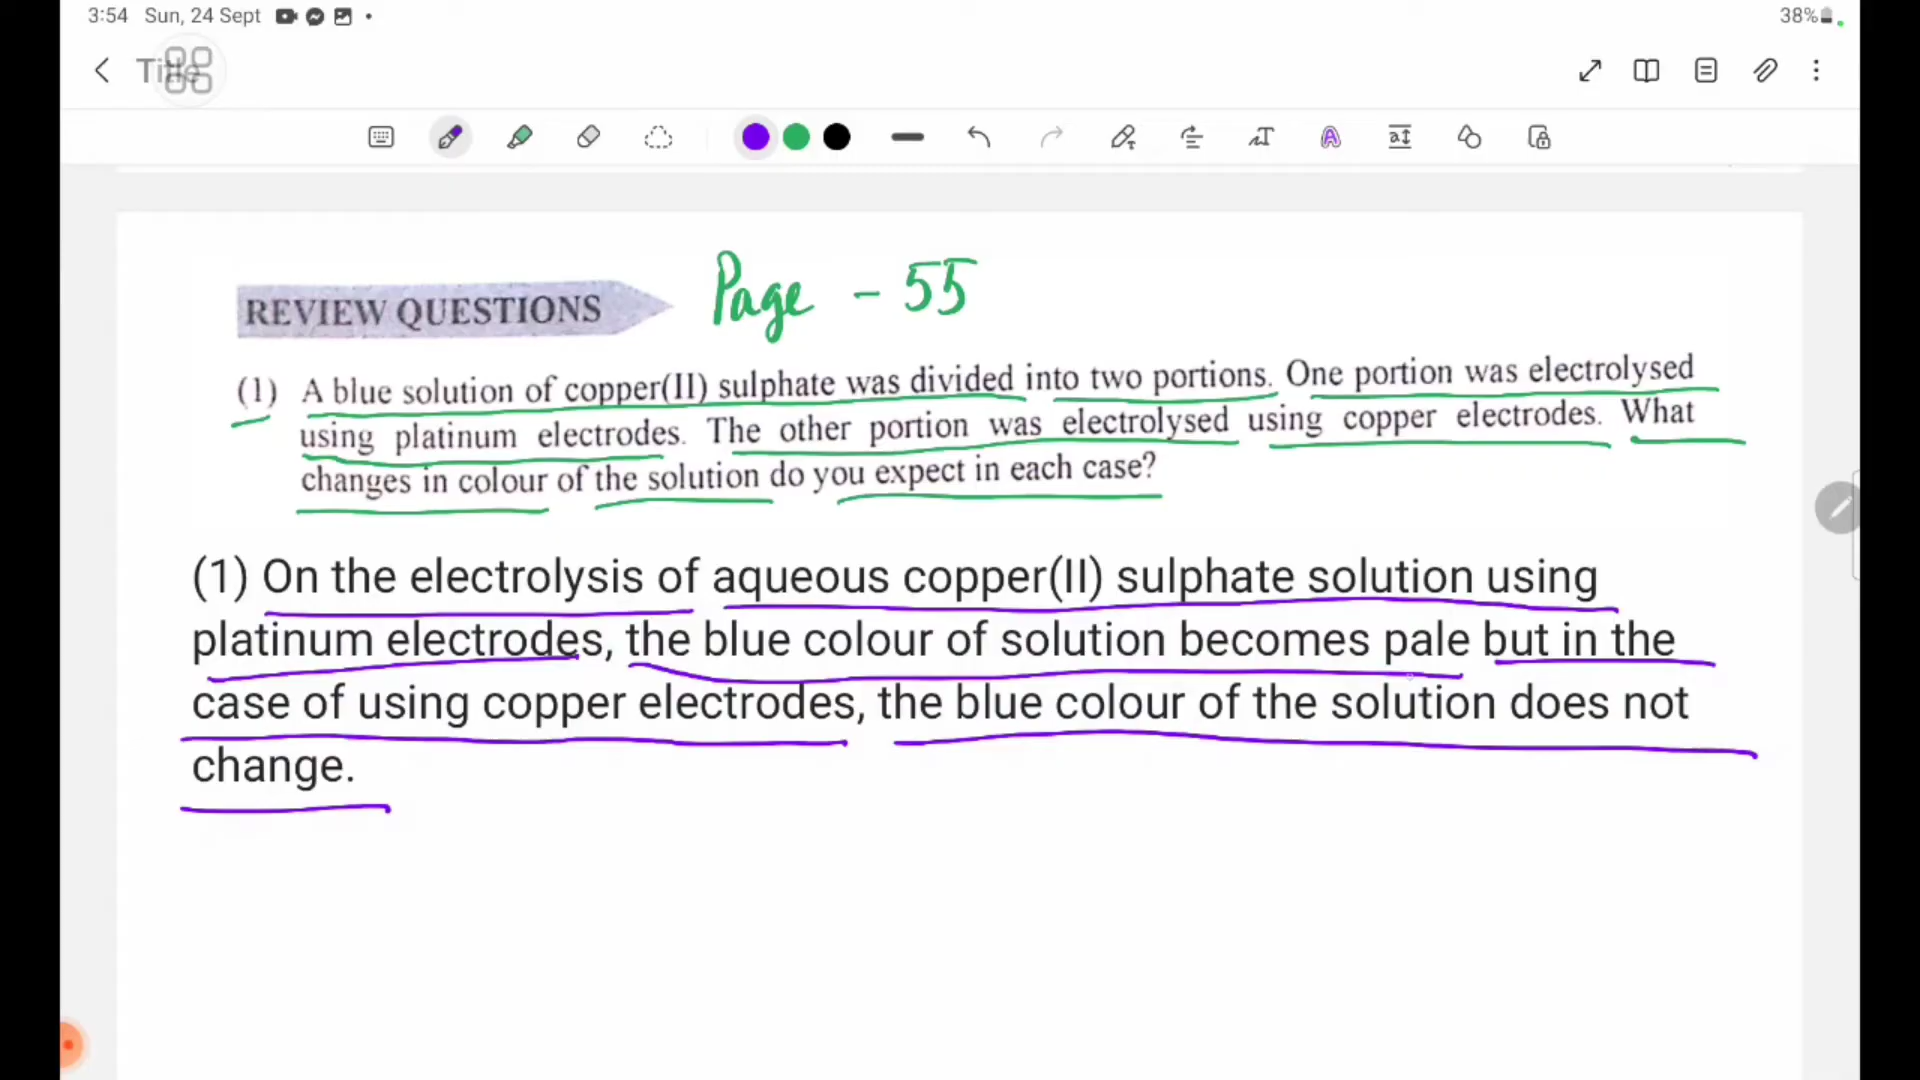 3:54 Sun, 24 Sept
38%
Title
REVIEW QUESTIONS
Page - 55
(1) A blue solution of copper(II) sulphate was divided into two portions. One portion was electrolysed
using platinum electrodes. The other portion was electrolysed using copper electrodes. What
changes in colour of the solution do you expect in each case?
(1) On the electrolysis of aqueous copper(II) sulphate solution using
platinum electrodes, the blue colour of solution becomes pale but in the
case of using copper electrodes, the blue colour of the solution does not
change.